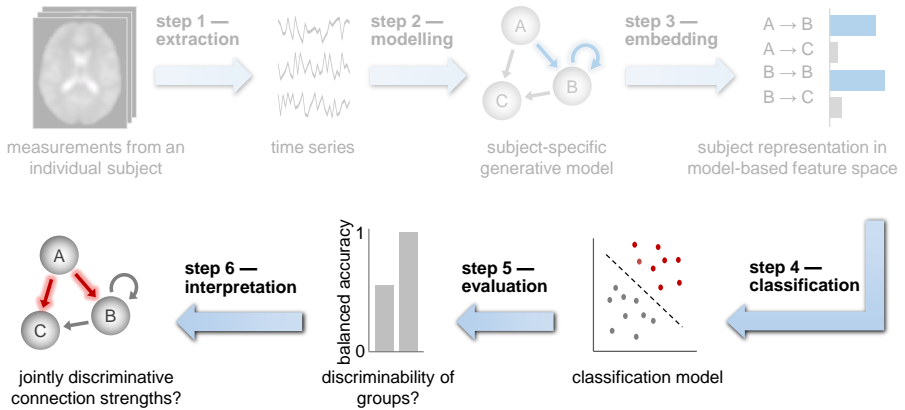 step 1 —
extraction
step 2 —
modelling
step 3 —
embedding
A
B
C
A → B
A → C
B → B
B → C
measurements from an
individual subject
time series
subject-specific
generative model
subject representation in
model-based feature space
step 4 —
classification
classification model
step 5 —
evaluation
balanced accuracy
1
0
discriminability of
groups?
step 6 —
interpretation
A
B
C
jointly discriminative
connection strengths?